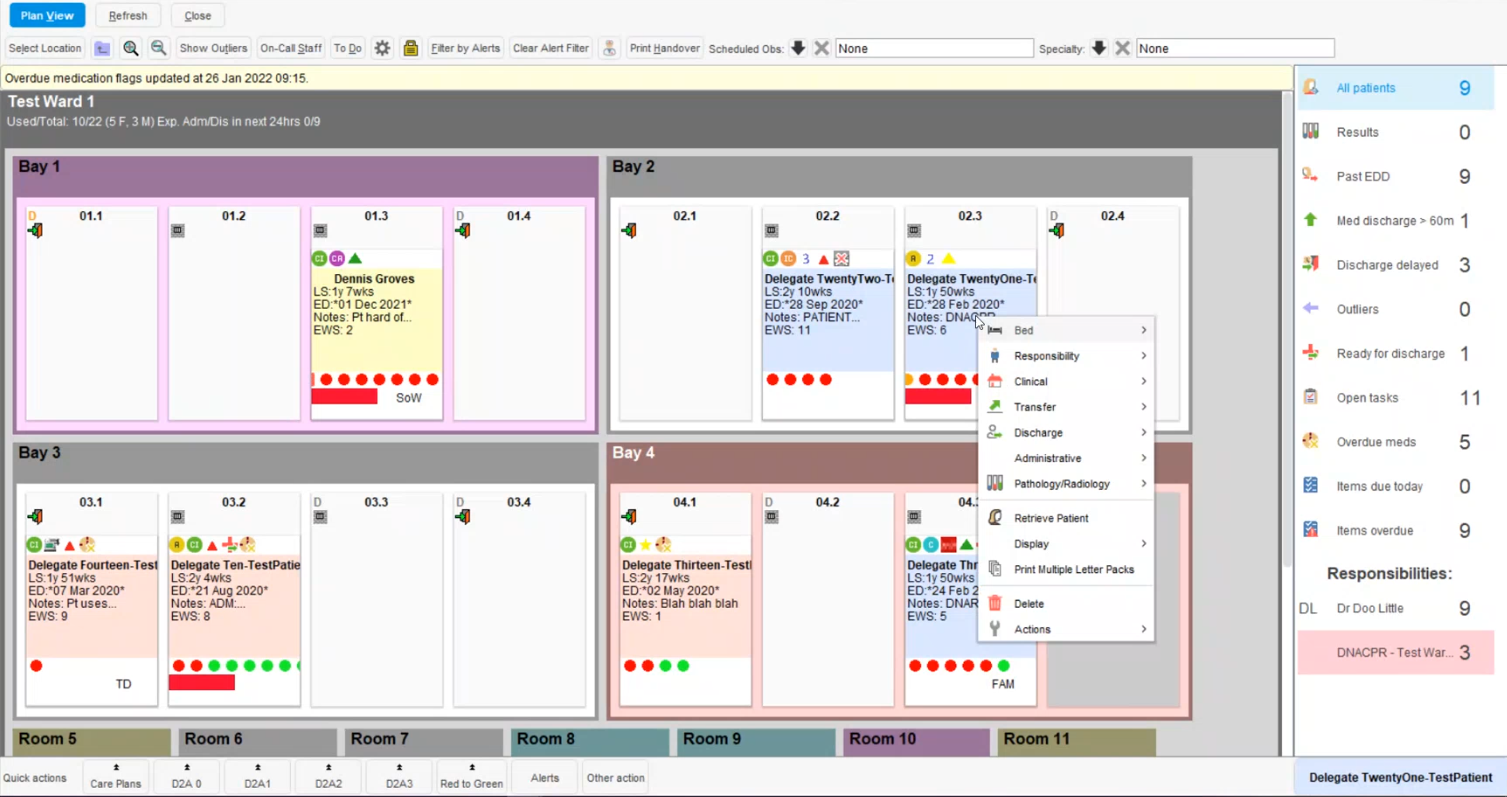 Plan View Refresh Close
Select Location Show Outliers On-Call Staff To Do Filter by Alerts Clear Alert Filter Print Handover Scheduled Obs: None Specialty: None
Overdue medication flags updated at 26 Jan 2022 09:15.
Test Ward 1
Used/Total: 10/22 (5 F, 3 M) Exp. Adm/Dis in next 24hrs 0/9
Bay 1
D 01.1
01.2
01.3
CI CR
Dennis Groves
LS:1y 7wks
ED:*01 Dec 2021*
Notes: Pt hard of...
EWS: 2
SoW
D 01.4
Bay 2
02.1
02.2
CI IC 3
Delegate TwentyTwo-Te
LS:2y 10wks
ED:*28 Sep 2020*
Notes: PATIENT...
EWS: 11
02.3
R 2
Delegate TwentyOne-Te
LS:1y 50wks
ED:*28 Feb 2020*
Notes: DNACPR
EWS: 6
D 02.4
Bed
Responsibility
Clinical
Transfer
Discharge
Administrative
Pathology/Radiology
Retrieve Patient
Display
Print Multiple Letter Packs
Delete
Actions
Bay 3
03.1
CI
Delegate Fourteen-Test
LS:1y 51wks
ED:*07 Mar 2020*
Notes: Pt uses...
EWS: 9
TD
03.2
R CI
Delegate Ten-TestPatie
LS:2y 4wks
ED:*21 Aug 2020*
Notes: ADM:...
EWS: 8
D 03.3
D 03.4
Bay 4
04.1
CI
Delegate Thirteen-Testl
LS:2y 17wks
ED:*02 May 2020*
Notes: Blah blah blah
EWS: 1
D 04.2
04.
CI C
Delegate Thr
LS:1y 50wks
ED:*24 Feb 2
Notes: DNAR
EWS: 5
FAM
Room 5 Room 6 Room 7 Room 8 Room 9 Room 10 Room 11
Quick actions Care Plans D2A 0 D2A1 D2A2 D2A3 Red to Green Alerts Other action
All patients 9
Results 0
Past EDD 9
Med discharge > 60m 1
Discharge delayed 3
Outliers 0
Ready for discharge 1
Open tasks 11
Overdue meds 5
Items due today 0
Items overdue 9
Responsibilities:
DL Dr Doo Little 9
DNACPR - Test War... 3
Delegate TwentyOne-TestPatient